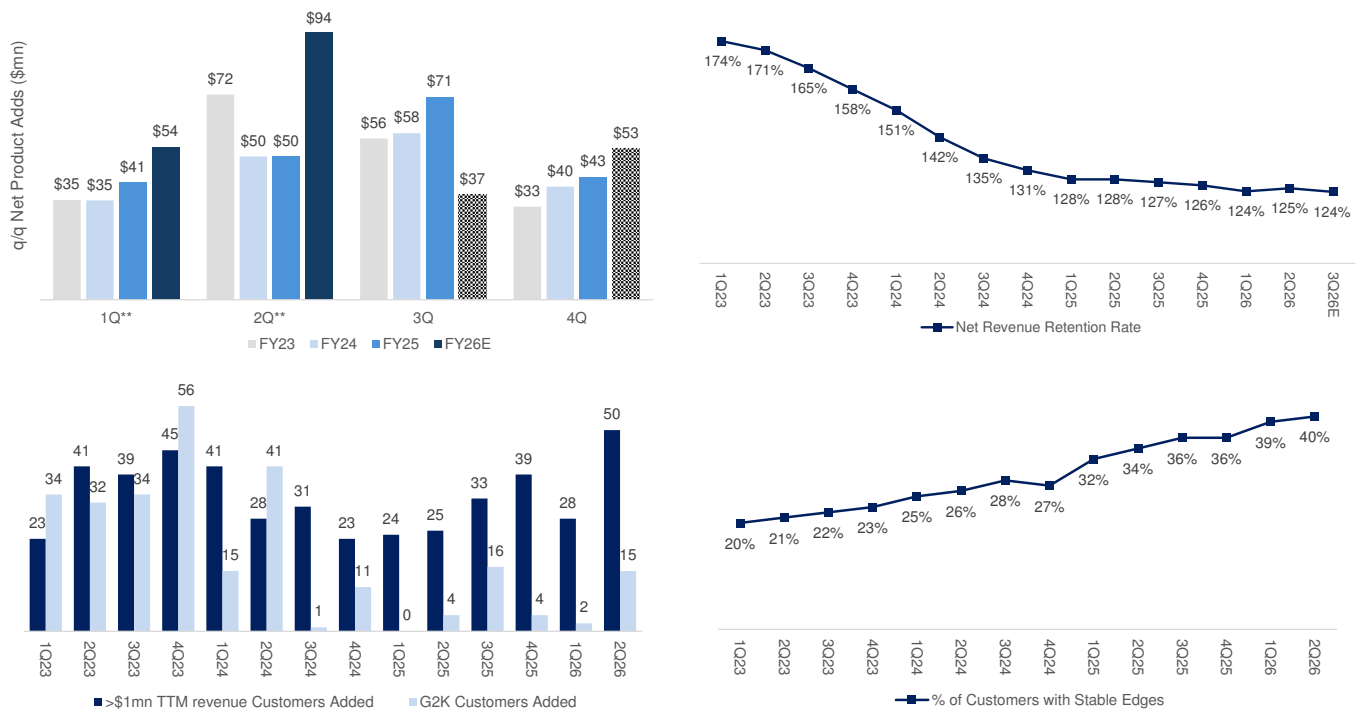 q/q Net Product Adds ($mn)
$35 $35 $41 $54
$72 $50 $50 $94
$56 $58 $71 $37
$33 $40 $43 $53
1Q** 2Q** 3Q 4Q
FY23 FY24 FY25 FY26E
174% 171% 165% 158% 151% 142% 135% 131% 128% 128% 127% 126% 124% 125% 124%
1Q23 2Q23 3Q23 4Q23 1Q24 2Q24 3Q24 4Q24 1Q25 2Q25 3Q25 4Q25 1Q26 2Q26 3Q26E
Net Revenue Retention Rate
23 34 41 32 39 34 45 56 41 15 28 41 31 1 23 11 24 0 25 4 33 16 39 4 28 2 50 15
1Q23 2Q23 3Q23 4Q23 1Q24 2Q24 3Q24 4Q24 1Q25 2Q25 3Q25 4Q25 1Q26 2Q26
>$1mn TTM revenue Customers Added G2K Customers Added
20% 21% 22% 23% 25% 26% 28% 27% 32% 34% 36% 36% 39% 40%
1Q23 2Q23 3Q23 4Q23 1Q24 2Q24 3Q24 4Q24 1Q25 2Q25 3Q25 4Q25 1Q26 2Q26
% of Customers with Stable Edges